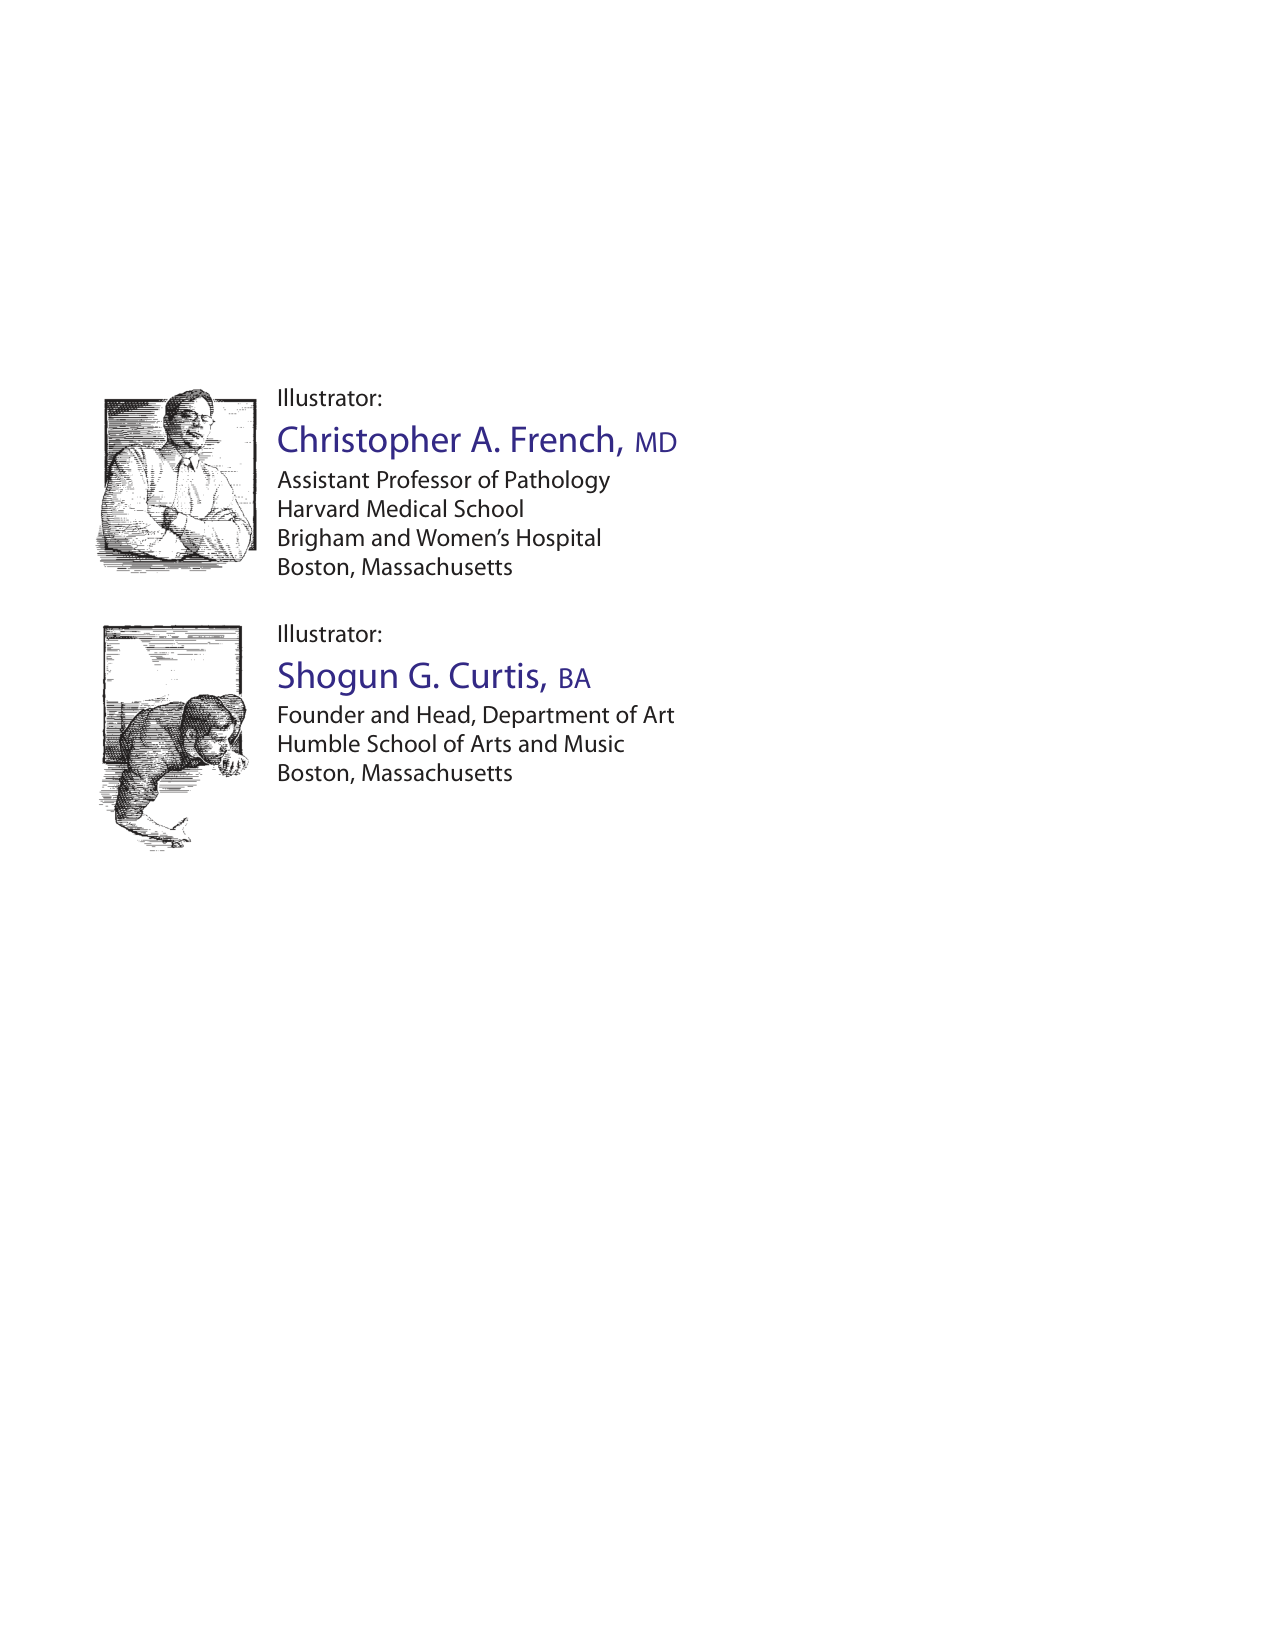 Illustrator:
Christopher A. French, MD
Assistant Professor of Pathology
Harvard Medical School
Brigham and Women’s Hospital
Boston, Massachusetts
Illustrator:
Shogun G. Curtis, BA
Founder and Head, Department of Art
Humble School of Arts and Music
Boston, Massachusetts